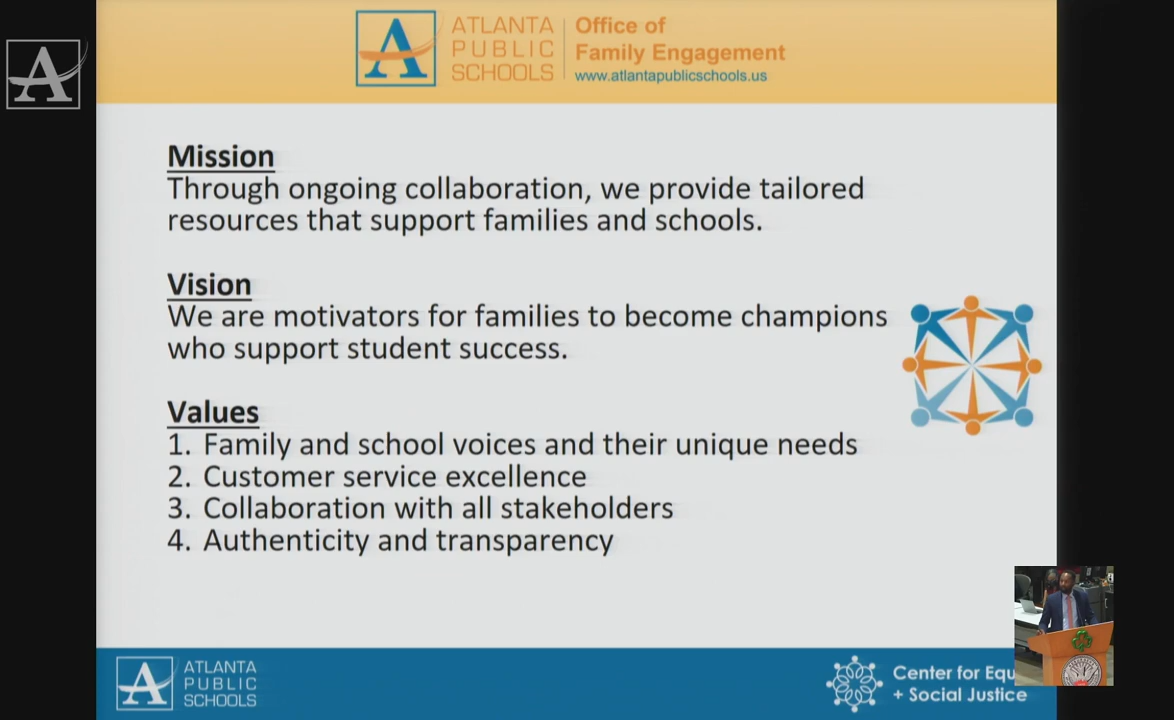 ATLANTA
PUBLIC
SCHOOLS
Office of
Family Engagement
www.atlantapublicschools.us
Mission
Through ongoing collaboration, we provide tailored
resources that support families and schools.
Vision
We are motivators for families to become champions
who support student success.
Values
1. Family and school voices and their unique needs
2. Customer service excellence
3. Collaboration with all stakeholders
4. Authenticity and transparency
ATLANTA
PUBLIC
SCHOOLS
Center for
+ Social Justice